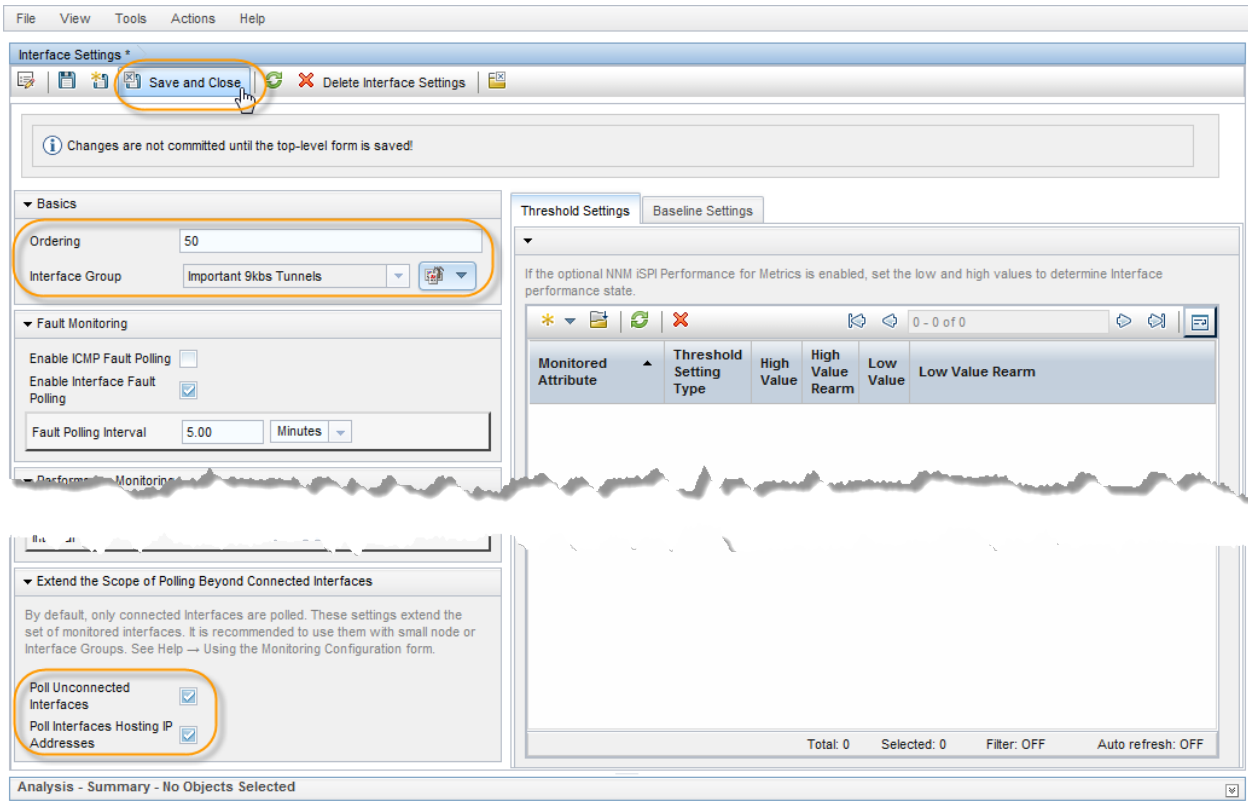 File View Tools Actions Help
Interface Settings *
Save and Close Delete Interface Settings
Changes are not committed until the top-level form is saved!
Basics
Ordering 50
Interface Group Important 9kbs Tunnels
Fault Monitoring
Enable ICMP Fault Polling
Enable Interface Fault
Polling
Fault Polling Interval 5.00 Minutes
Monitoring
Extend the Scope of Polling Beyond Connected Interfaces
By default, only connected Interfaces are polled. These settings extend the
set of monitored interfaces. It is recommended to use them with small node or
Interface Groups. See Help → Using the Monitoring Configuration form.
Poll Unconnected
Interfaces
Poll Interfaces Hosting IP
Addresses
Threshold Settings Baseline Settings
If the optional NNM iSPI Performance for Metrics is enabled, set the low and high values to determine Interface
performance state.
0 - 0 of 0
Monitored
Attribute
Threshold
Setting
Type
High
Value
High
Value
Rearm
Low
Value
Low Value Rearm
Total: 0 Selected: 0 Filter: OFF Auto refresh: OFF
Analysis - Summary - No Objects Selected